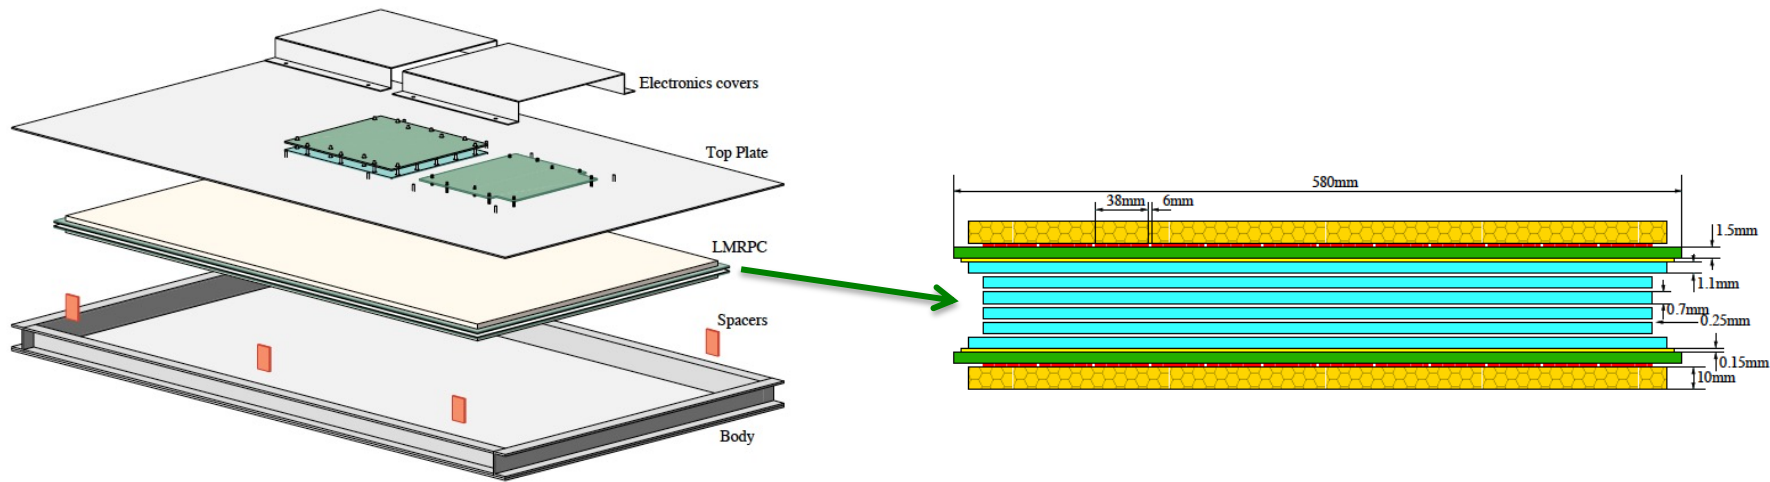 Electronics covers
Top Plate
LMRPC
Spacers
Body
580mm
38mm
6mm
1.5mm
1.1mm
0.7mm
0.25mm
0.15mm
10mm